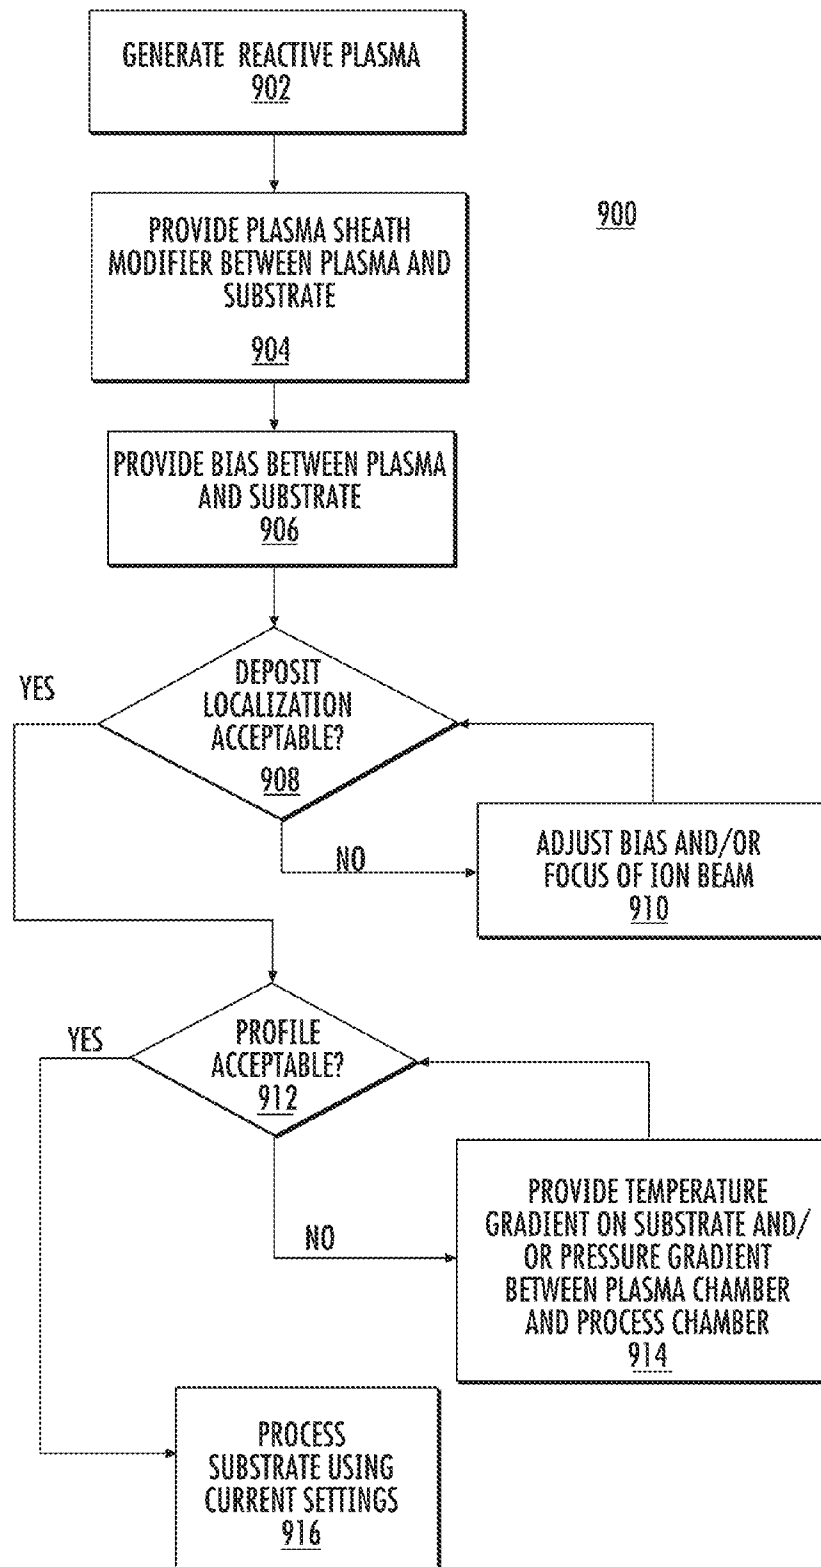 GENERATE REACTIVE PLASMA
902
900
PROVIDE PLASMA SHEATH
MODIFIER BETWEEN PLASMA AND
SUBSTRATE
904
PROVIDE BIAS BETWEEN PLASMA
AND SUBSTRATE
906
DEPOSIT
LOCALIZATION
ACCEPTABLE?
908
YES
NO
ADJUST BIAS AND/OR
FOCUS OF ION BEAM
910
PROFILE
ACCEPTABLE?
912
YES
NO
PROVIDE TEMPERATURE
GRADIENT ON SUBSTRATE AND/
OR PRESSURE GRADIENT
BETWEEN PLASMA CHAMBER
AND PROCESS CHAMBER
914
PROCESS
SUBSTRATE USING
CURRENT SETTINGS
916